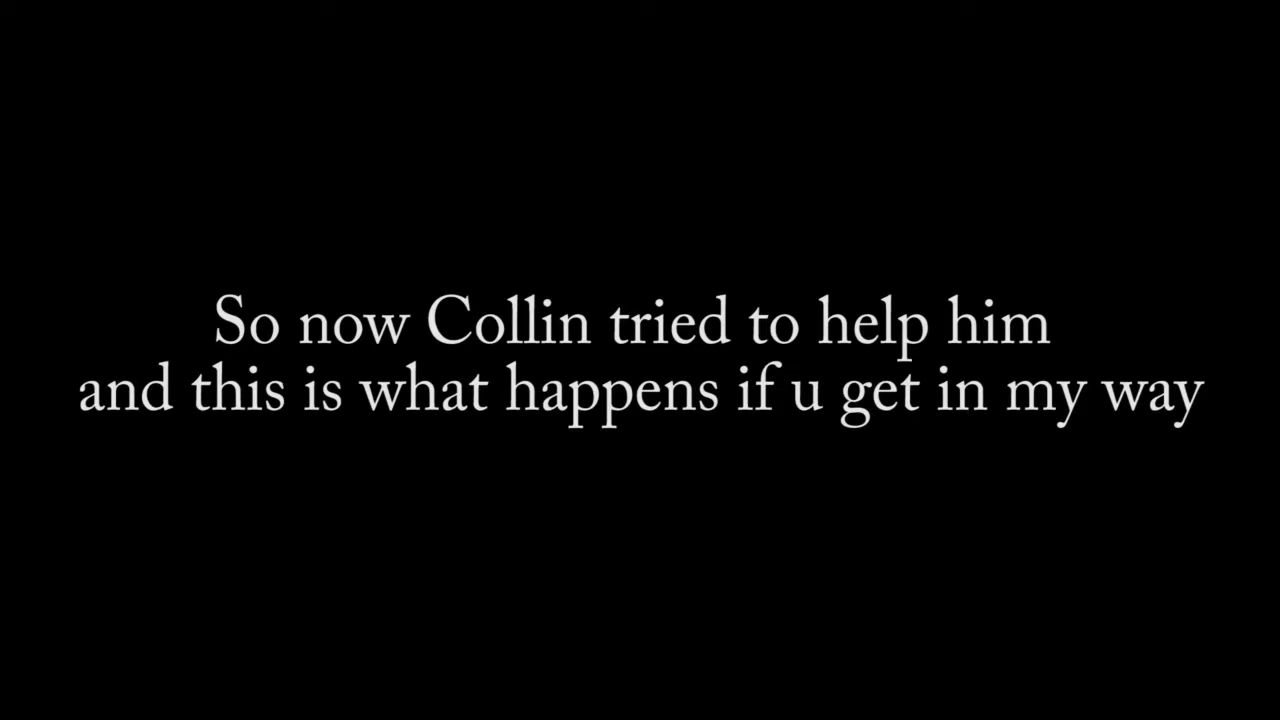 So now Collin tried to help him
and this is what happens if u get in my way